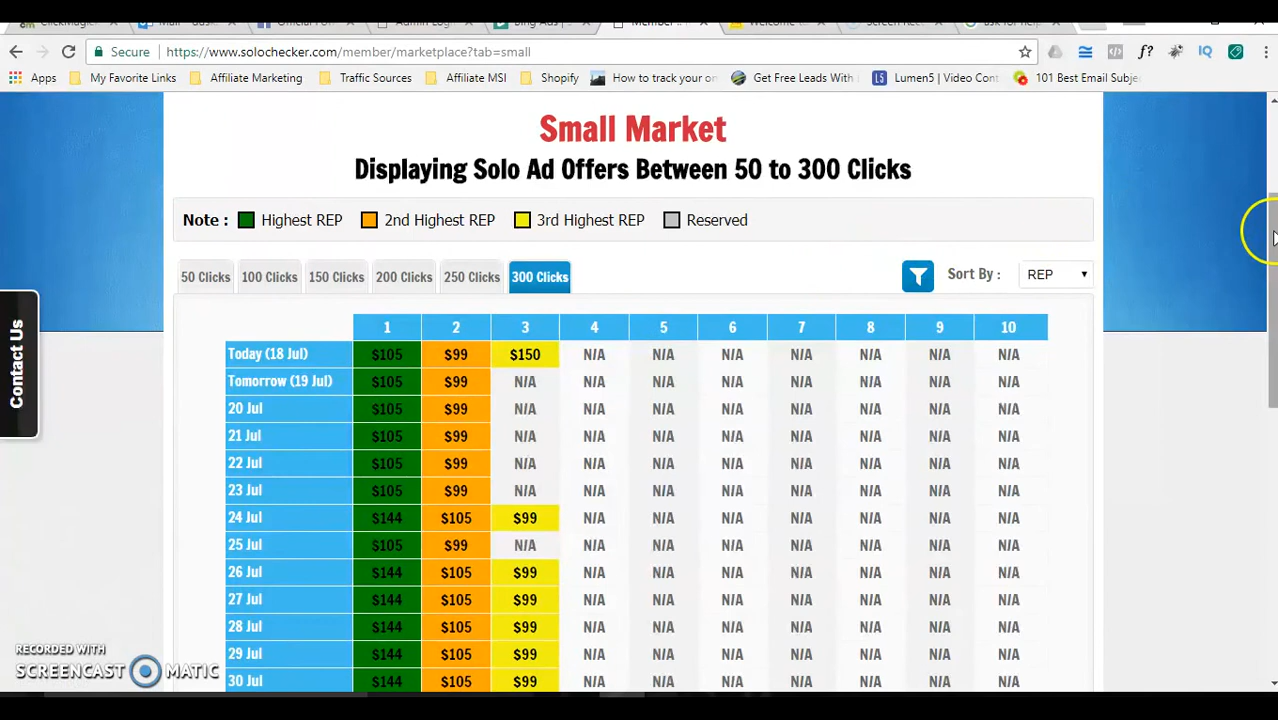 Secure https://www.solochecker.com/member/marketplace?tab=small
Apps My Favorite Links Affiliate Marketing Traffic Sources Affiliate MSI Shopify How to track your on Get Free Leads With Lumen5 | Video Cont 101 Best Email Subje
Small Market
Displaying Solo Ad Offers Between 50 to 300 Clicks
Note : Highest REP 2nd Highest REP 3rd Highest REP Reserved
50 Clicks 100 Clicks 150 Clicks 200 Clicks 250 Clicks 300 Clicks Sort By : REP
Contact Us
1 2 3 4 5 6 7 8 9 10
Today (18 Jul) $105 $99 $150 N/A N/A N/A N/A N/A N/A N/A
Tomorrow (19 Jul) $105 $99 N/A N/A N/A N/A N/A N/A N/A N/A
20 Jul $105 $99 N/A N/A N/A N/A N/A N/A N/A N/A
21 Jul $105 $99 N/A N/A N/A N/A N/A N/A N/A N/A
22 Jul $105 $99 N/A N/A N/A N/A N/A N/A N/A N/A
23 Jul $105 $99 N/A N/A N/A N/A N/A N/A N/A N/A
24 Jul $144 $105 $99 N/A N/A N/A N/A N/A N/A N/A
25 Jul $105 $99 N/A N/A N/A N/A N/A N/A N/A N/A
26 Jul $144 $105 $99 N/A N/A N/A N/A N/A N/A N/A
27 Jul $144 $105 $99 N/A N/A N/A N/A N/A N/A N/A
28 Jul $144 $105 $99 N/A N/A N/A N/A N/A N/A N/A
29 Jul $144 $105 $99 N/A N/A N/A N/A N/A N/A N/A
30 Jul $144 $105 $99 N/A N/A N/A N/A N/A N/A N/A
RECORDED WITH
SCREENCAST MATIC